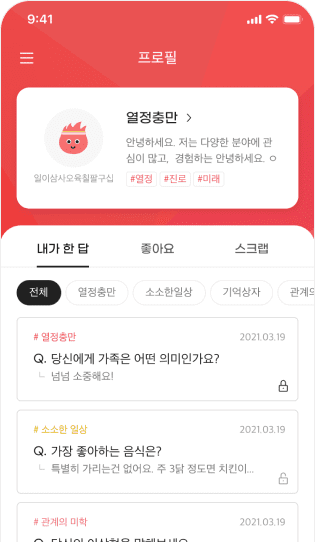 9:41
프로필
열정충만
안녕하세요. 저는 다양한 분야에 관
심이 많고, 경험하는 안녕하세요. ㅇ
일이삼사오육칠팔구십
#열정 #진로 #미래
내가 한 답 좋아요 스크랩
전체 열정충만 소소한일상 기억상자 관계의
# 열정충만 2021.03.19
Q. 당신에게 가족은 어떤 의미인가요?
넘넘 소중해요!
# 소소한 일상 2021.03.19
Q. 가장 좋아하는 음식은?
특별히 가리는건 없어요. 주 3닭 정도면 치킨이...
# 관계의 미학 2021.03.19